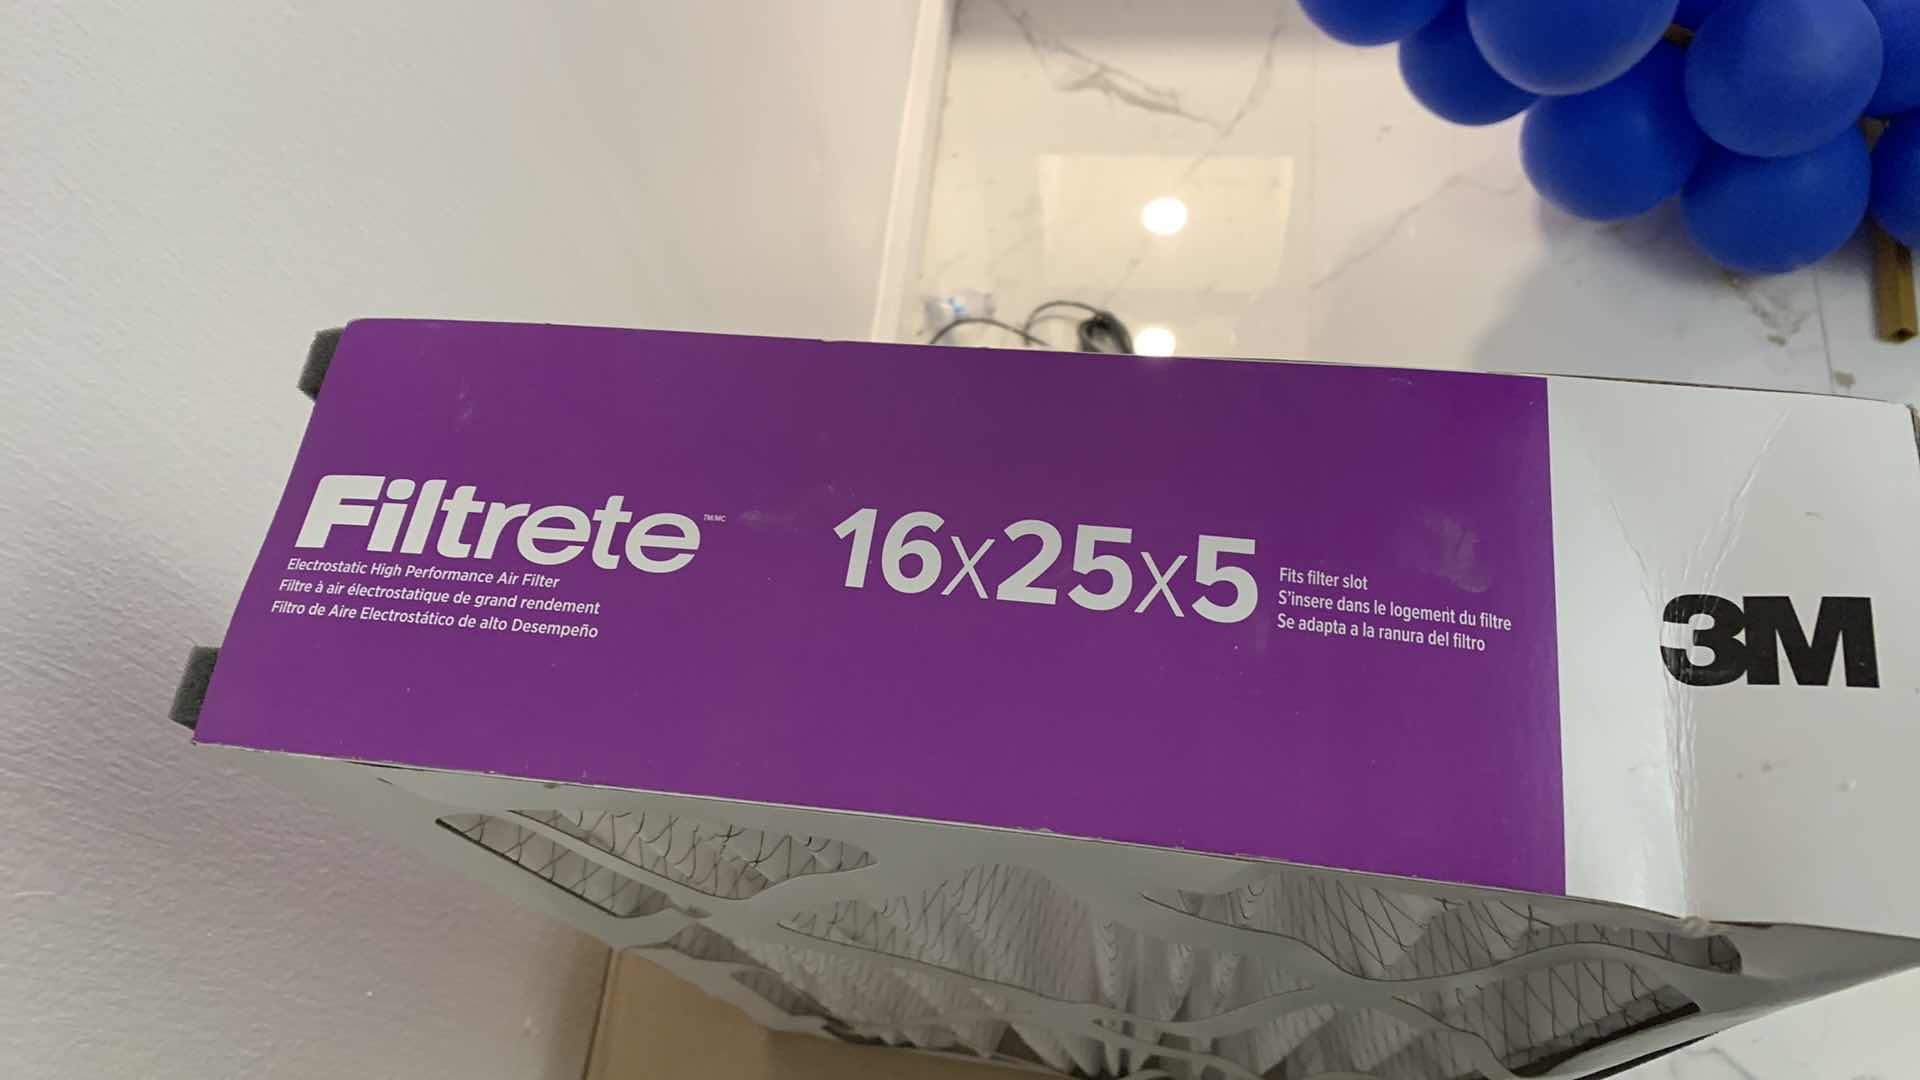 Filtrete™/MC
Electrostatic High Performance Air Filter
Filtre à air électrostatique de grand rendement
Filtro de Aire Electrostático de alto Desempeño
16x25x5
Fits filter slot
S'insere dans le logement du filtre
Se adapta a la ranura del filtro
3M